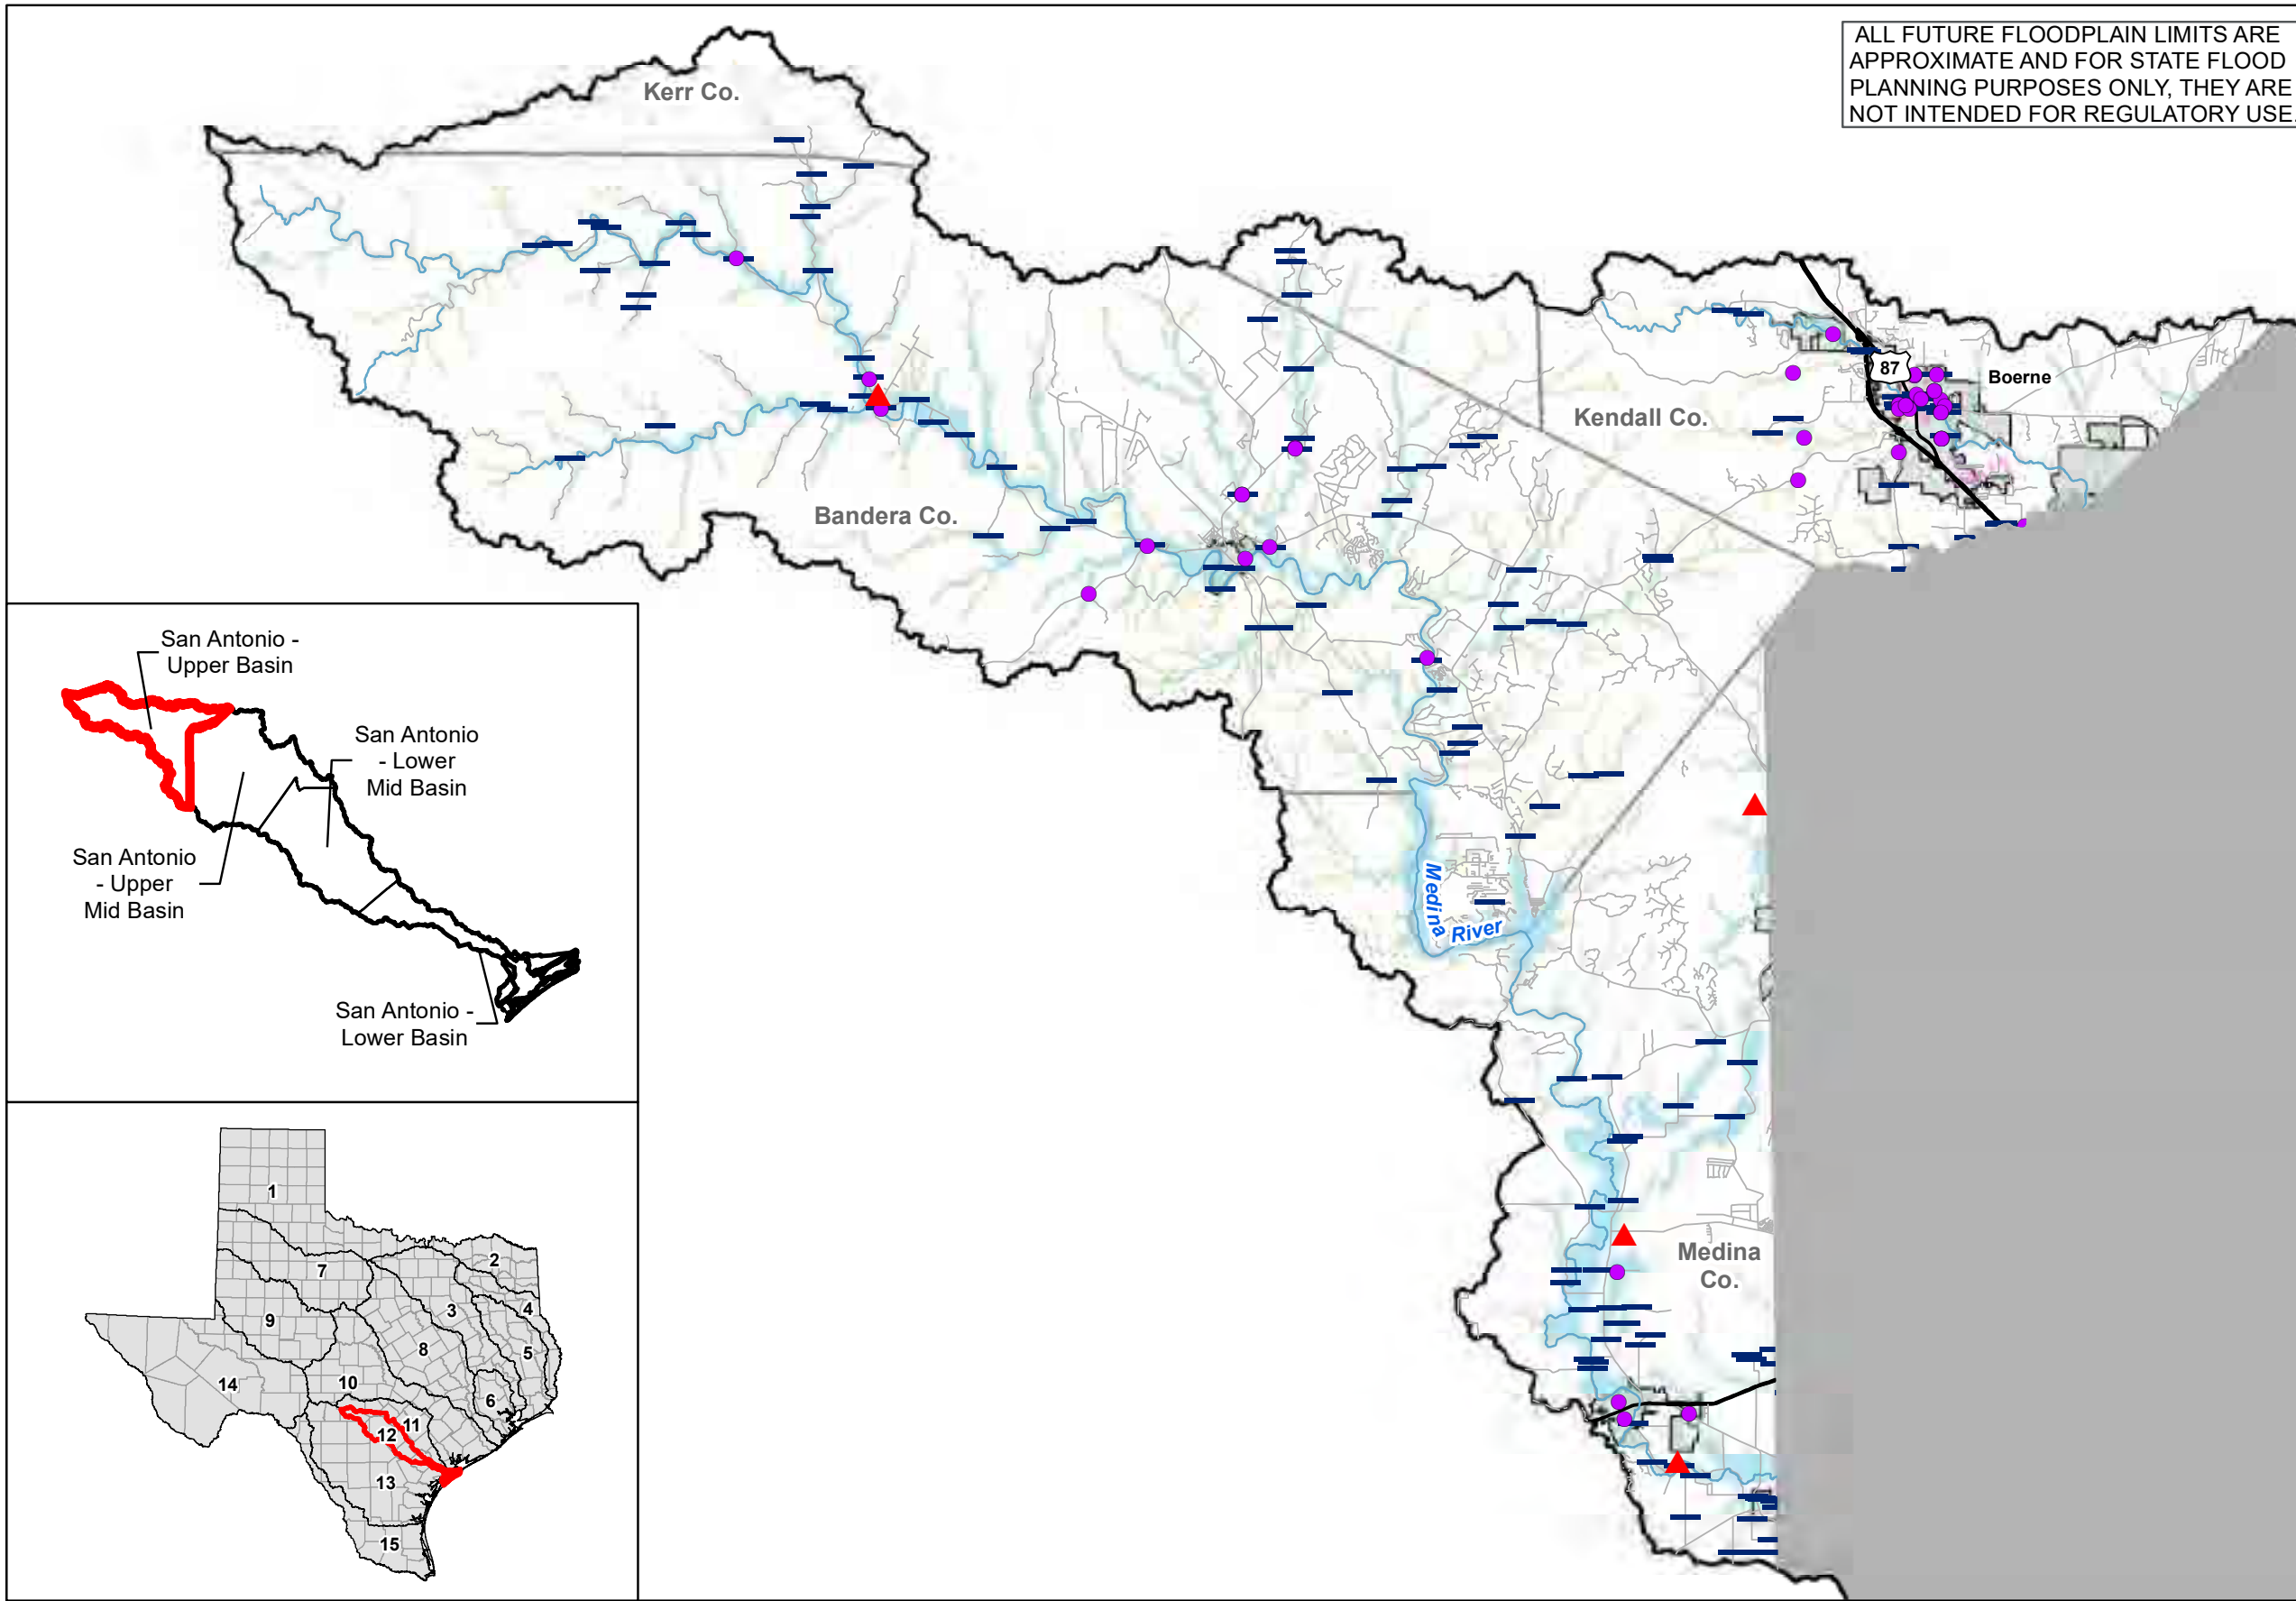 ALL FUTURE FLOODPLAIN LIMITS ARE
APPROXIMATE AND FOR STATE FLOOD
PLANNING PURPOSES ONLY, THEY ARE
NOT INTENDED FOR REGULATORY USE.
Kerr Co.
87
Boerne
Kendall Co.
Bandera Co.
Medina
River
Medina
Co.
San Antonio -
Upper Basin
San Antonio
- Lower
Mid Basin
San Antonio
- Upper
Mid Basin
San Antonio -
Lower Basin
1
2
7
3
4
9
8
5
14
10
6
11
12
13
15